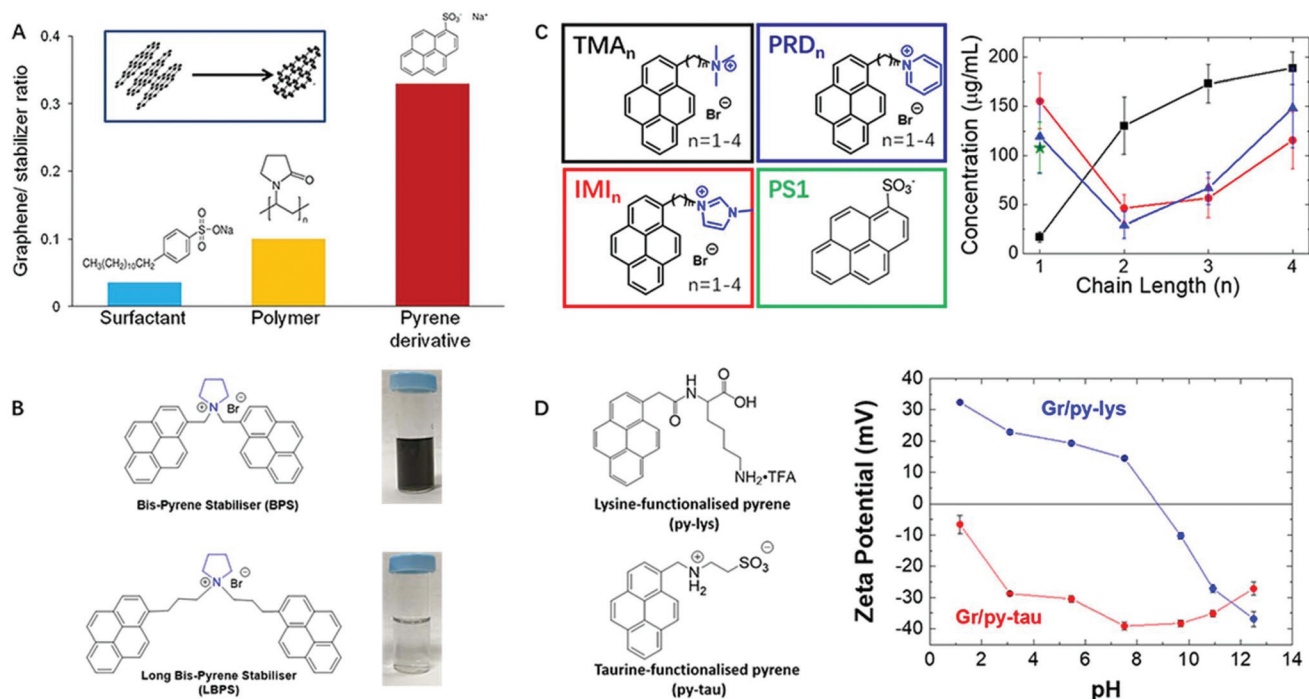 A
Graphene/ stabilizer ratio
0.4
0.3
0.2
0.1
0
CH₃(CH₂)₁₀CH₂
O
S
O
ONa
N
O
n
SO₃⁻ Na⁺
Surfactant
Polymer
Pyrene
derivative
B
N
⊕
Br⊖
Bis-Pyrene Stabiliser (BPS)
N
⊕
Br⊖
Long Bis-Pyrene Stabiliser
(LBPS)
C
TMAₙ
N
⊕
Br⊖
n=1-4
PRDₙ
N
⊕
Br⊖
n=1-4
IMIₙ
N
⊕
N
Br⊖
n=1-4
PS1
SO₃⁻
Concentration (µg/mL)
200
150
100
50
0
1
2
3
4
Chain Length (n)
D
O
H
N
O
OH
NH₂•TFA
Lysine-functionalised pyrene
(py-lys)
⊕
N
H₂
SO₃⊖
Taurine-functionalised pyrene
(py-tau)
Zeta Potential (mV)
40
30
20
10
0
-10
-20
-30
-40
Gr/py-lys
Gr/py-tau
0
2
4
6
8
10
12
14
pH